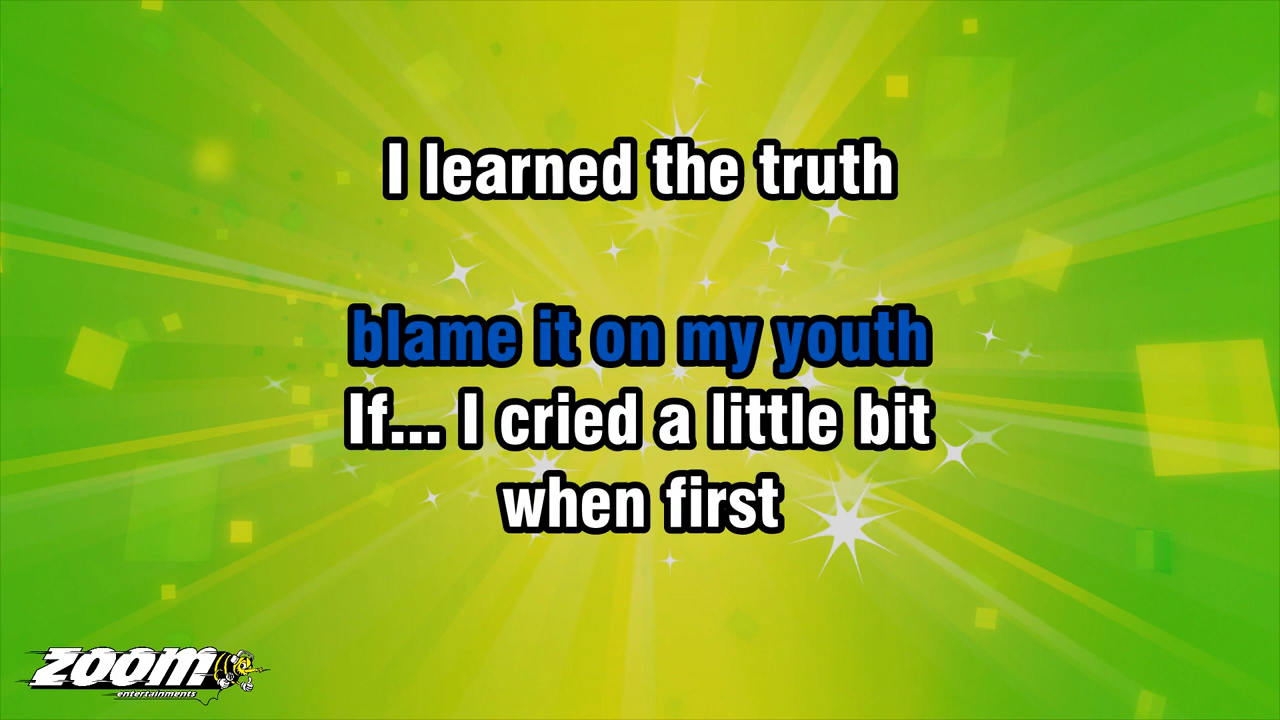 I learned the truth
blame it on my youth
If... I cried a little bit
when first
zoom
entertainments